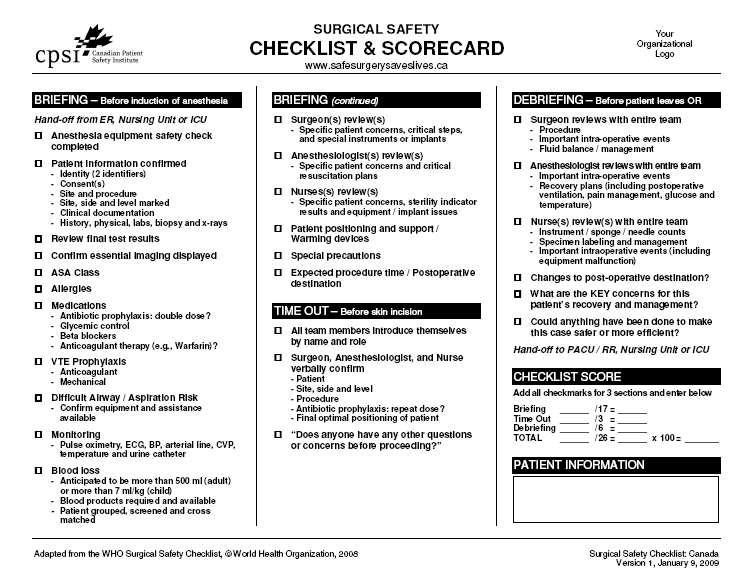 cpsi
Canadian Patient
Safety Institute
SURGICAL SAFETY
CHECKLIST & SCORECARD
www.safesurgerysaveslives.ca
Your
Organizational
Logo
BRIEFING – Before induction of anesthesia
Hand-off from ER, Nursing Unit or ICU
Anesthesia equipment safety check
completed
Patient information confirmed
- Identity (2 identifiers)
- Consent(s)
- Site and procedure
- Site, side and level marked
- Clinical documentation
- History, physical, labs, biopsy and x-rays
Review final test results
Confirm essential imaging displayed
ASA Class
Allergies
Medications
- Antibiotic prophylaxis: double dose?
- Glycemic control
- Beta blockers
- Anticoagulant therapy (e.g., Warfarin)?
VTE Prophylaxis
- Anticoagulant
- Mechanical
Difficult Airway / Aspiration Risk
- Confirm equipment and assistance
available
Monitoring
- Pulse oximetry, ECG, BP, arterial line, CVP,
temperature and urine catheter
Blood loss
- Anticipated to be more than 500 ml (adult)
or more than 7 ml/kg (child)
- Blood products required and available
- Patient grouped, screened and cross
matched
BRIEFING (continued)
Surgeon(s) review(s)
- Specific patient concerns, critical steps,
and special instruments or implants
Anesthesiologist(s) review(s)
- Specific patient concerns and critical
resuscitation plans
Nurses(s) review(s)
- Specific patient concerns, sterility indicator
results and equipment / implant issues
Patient positioning and support /
Warming devices
Special precautions
Expected procedure time / Postoperative
destination
TIME OUT – Before skin incision
All team members introduce themselves
by name and role
Surgeon, Anesthesiologist, and Nurse
verbally confirm
- Patient
- Site, side and level
- Procedure
- Antibiotic prophylaxis: repeat dose?
- Final optimal positioning of patient
“Does anyone have any other questions
or concerns before proceeding?”
DEBRIEFING – Before patient leaves OR
Surgeon reviews with entire team
- Procedure
- Important intra-operative events
- Fluid balance / management
Anesthesiologist reviews with entire team
- Important intra-operative events
- Recovery plans (including postoperative
ventilation, pain management, glucose and
temperature)
Nurse(s) review(s) with entire team
- Instrument / sponge / needle counts
- Specimen labeling and management
- Important intraoperative events (including
equipment malfunction)
Changes to post-operative destination?
What are the KEY concerns for this
patient’s recovery and management?
Could anything have been done to make
this case safer or more efficient?
Hand-off to PACU / RR, Nursing Unit or ICU
CHECKLIST SCORE
Add all checkmarks for 3 sections and enter below
Briefing ______ /17 = ______
Time Out ______ /3 = ______
Debriefing ______ /6 = ______
TOTAL ______ /26 = ______ x 100 = ______
PATIENT INFORMATION
Adapted from the WHO Surgical Safety Checklist, © World Health Organization, 2008
Surgical Safety Checklist: Canada
Version 1, January 9, 2009